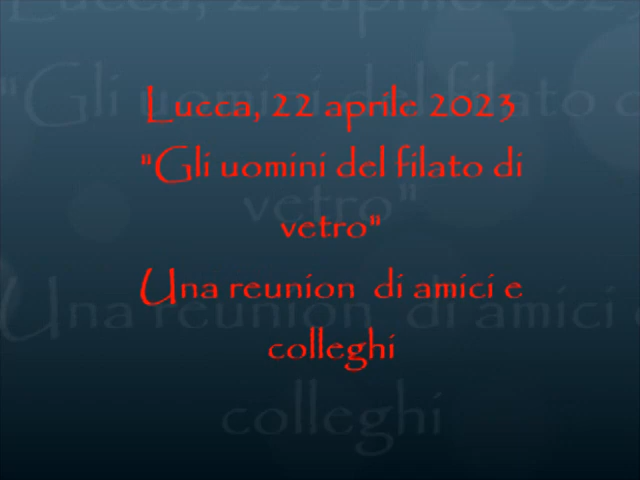 Lucca, 22 aprile 2023
"Gli uomini del filato di
vetro"
Una reunion di amici e
colleghi